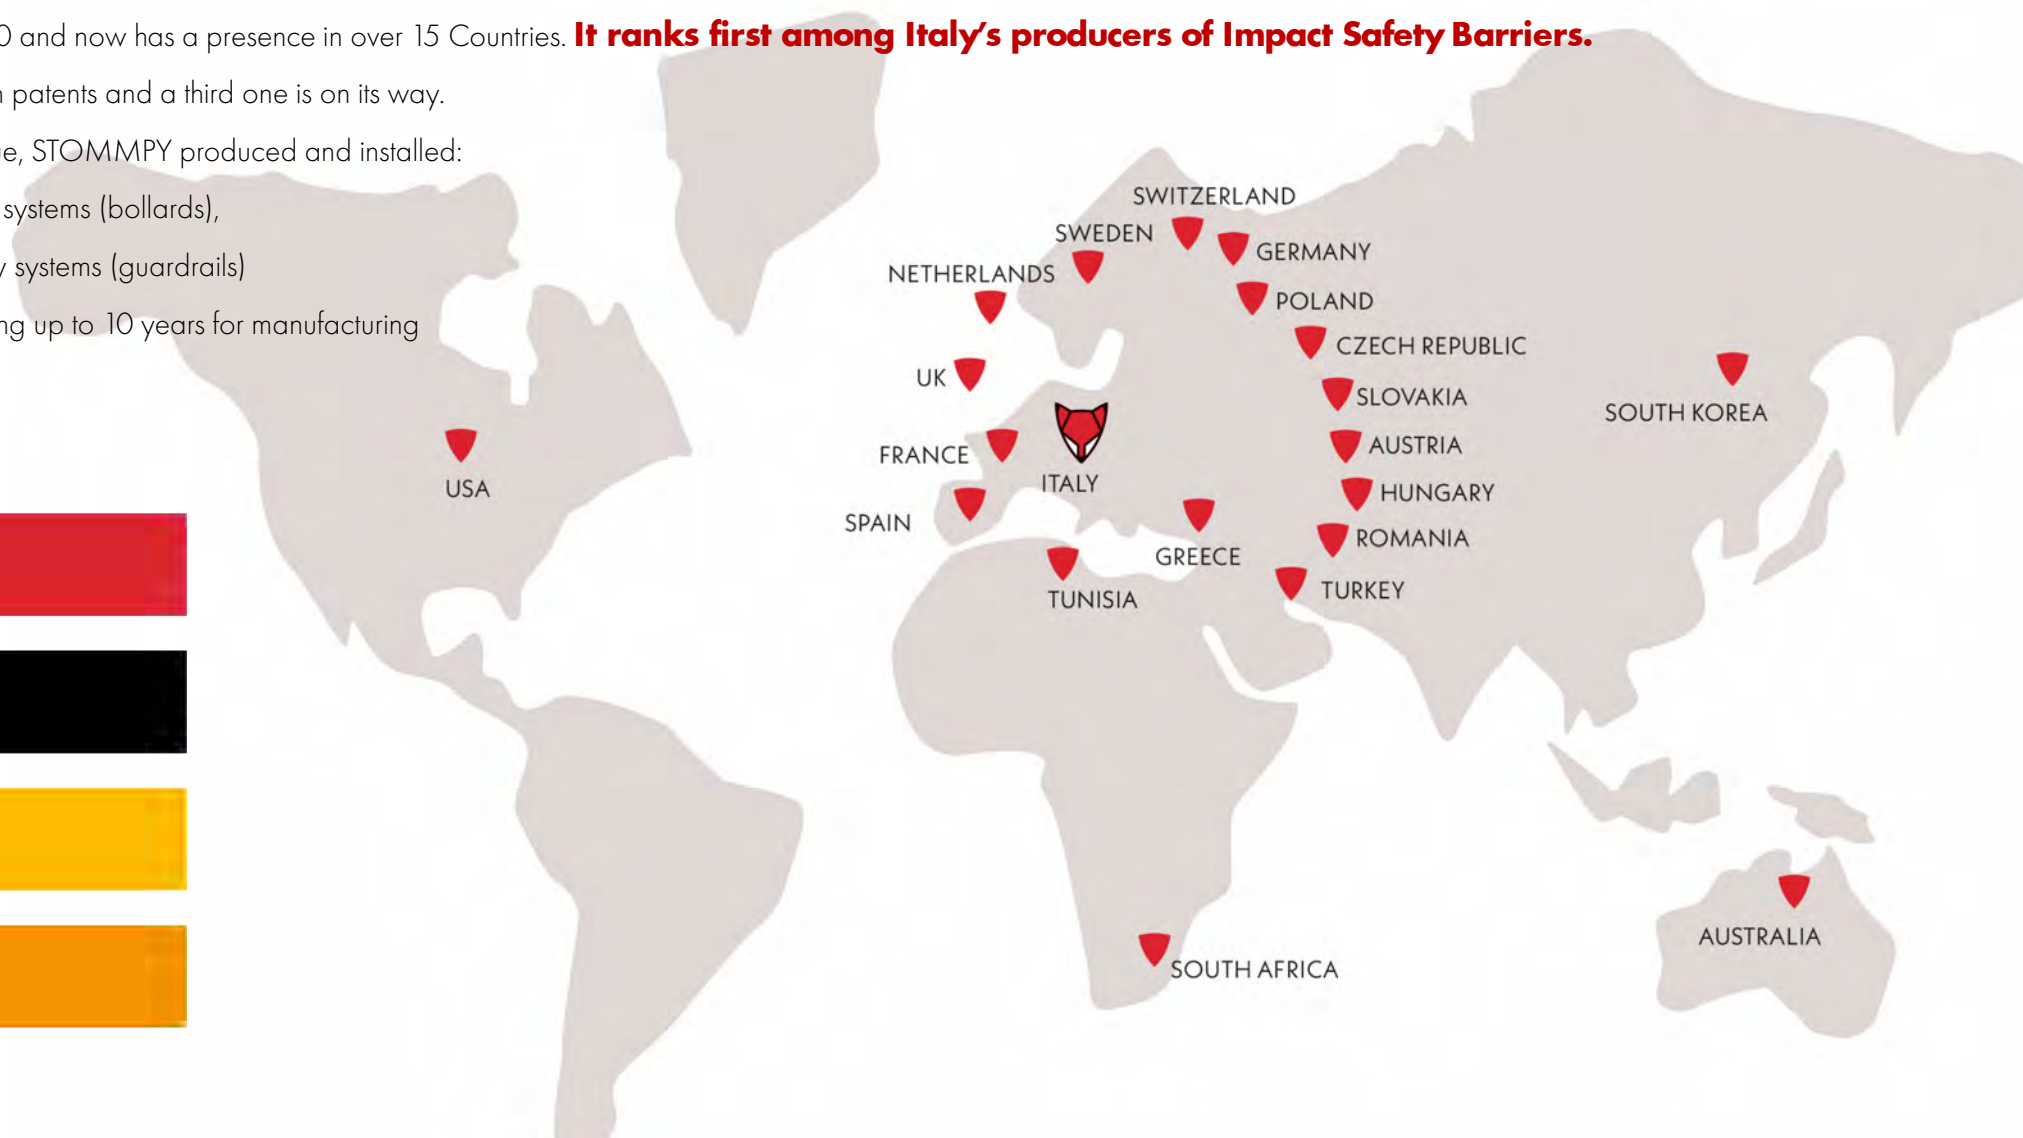 0 and now has a presence in over 15 Countries. It ranks first among Italy's producers of Impact Safety Barriers.
patents and a third one is on its way.
e, STOMMPY produced and installed:
systems (bollards),
y systems (guardrails)
ng up to 10 years for manufacturing
SWITZERLAND
SWEDEN
GERMANY
NETHERLANDS
POLAND
CZECH REPUBLIC
UK
SLOVAKIA
SOUTH KOREA
FRANCE
AUSTRIA
ITALY
USA
HUNGARY
SPAIN
ROMANIA
GREECE
TURKEY
TUNISIA
AUSTRALIA
SOUTH AFRICA